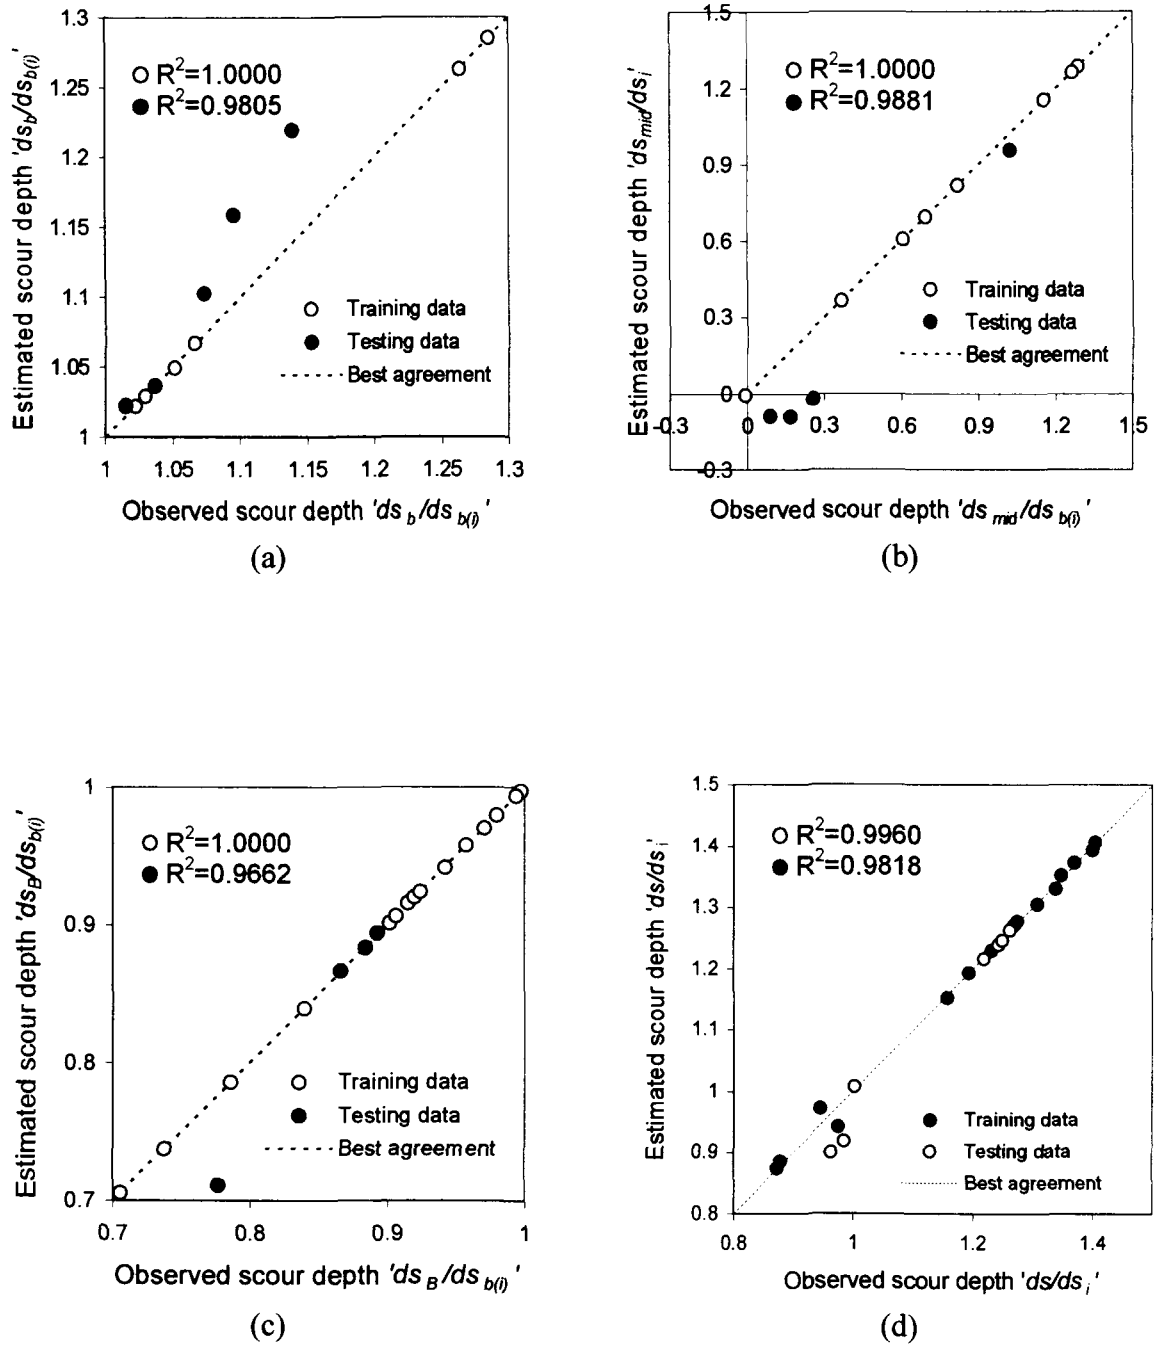 1.3
1.25
1.2
1.15
1.1
1.05
1
Estimated scour depth 'ds_b/ds_b(i)'
R²=1.0000
R²=0.9805
Training data
Testing data
Best agreement
1 1.05 1.1 1.15 1.2 1.25 1.3
Observed scour depth 'ds_b/ds_b(i)'
(a)
1.5
1.2
0.9
0.6
0.3
0
-0.3
Estimated scour depth 'ds_mid/ds_i'
R²=1.0000
R²=0.9881
Training data
Testing data
Best agreement
-0.3 0 0.3 0.6 0.9 1.2 1.5
Observed scour depth 'ds_mid/ds_b(i)'
(b)
1
0.9
0.8
0.7
Estimated scour depth 'ds_B/ds_b(i)'
R²=1.0000
R²=0.9662
Training data
Testing data
Best agreement
0.7 0.8 0.9 1
Observed scour depth 'ds_B/ds_b(i)'
(c)
1.5
1.4
1.3
1.2
1.1
1
0.9
0.8
Estimated scour depth 'ds/ds_i'
R²=0.9960
R²=0.9818
Training data
Testing data
Best agreement
0.8 1 1.2 1.4
Observed scour depth 'ds/ds_i'
(d)